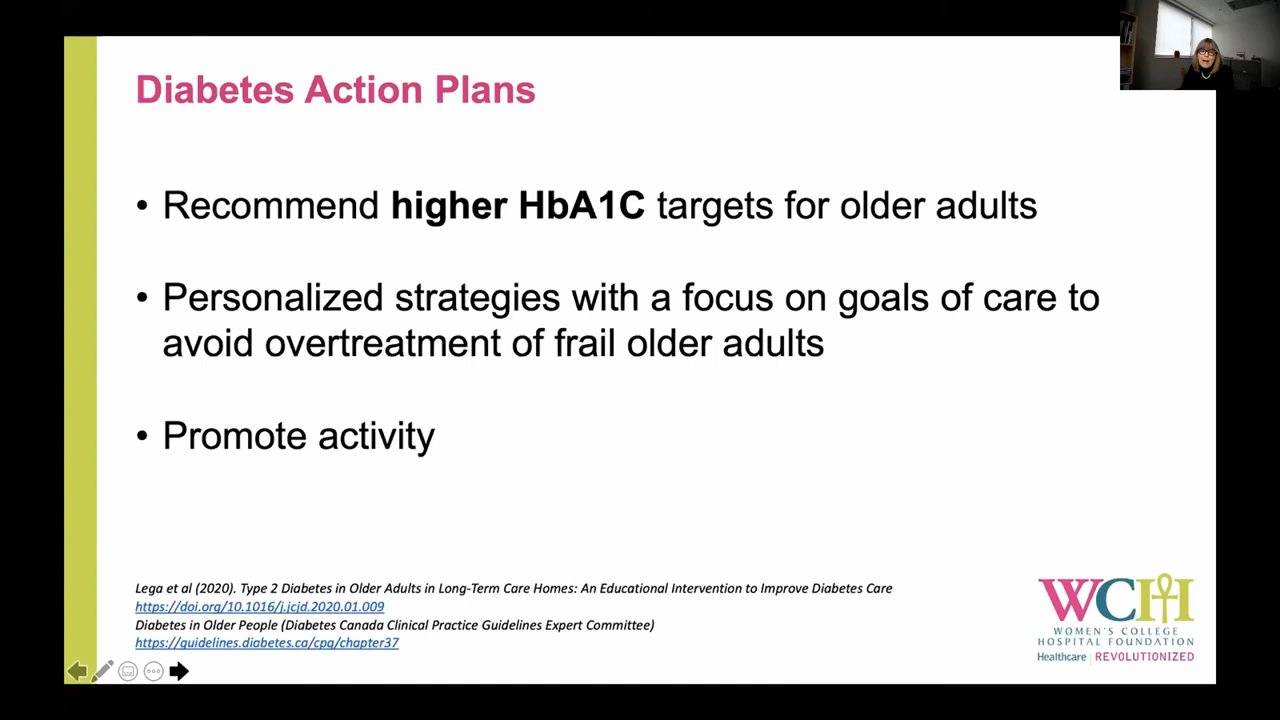 Diabetes Action Plans
• Recommend higher HbA1C targets for older adults
• Personalized strategies with a focus on goals of care to
avoid overtreatment of frail older adults
• Promote activity
Lega et al (2020). Type 2 Diabetes in Older Adults in Long-Term Care Homes: An Educational Intervention to Improve Diabetes Care
https://doi.org/10.1016/j.jcjd.2020.01.009
Diabetes in Older People (Diabetes Canada Clinical Practice Guidelines Expert Committee)
https://guidelines.diabetes.ca/cpg/chapter37
WCH
WOMEN'S COLLEGE
HOSPITAL FOUNDATION
Healthcare | REVOLUTIONIZED